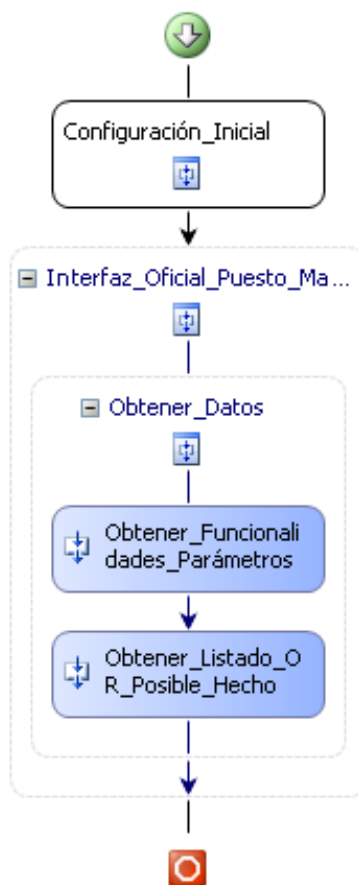 Configuración_Inicial
Interfaz_Oficial_Puesto_Ma...
Obtener_Datos
Obtener_Funcionali
dades_Parámetros
Obtener_Listado_O
R_Posible_Hecho